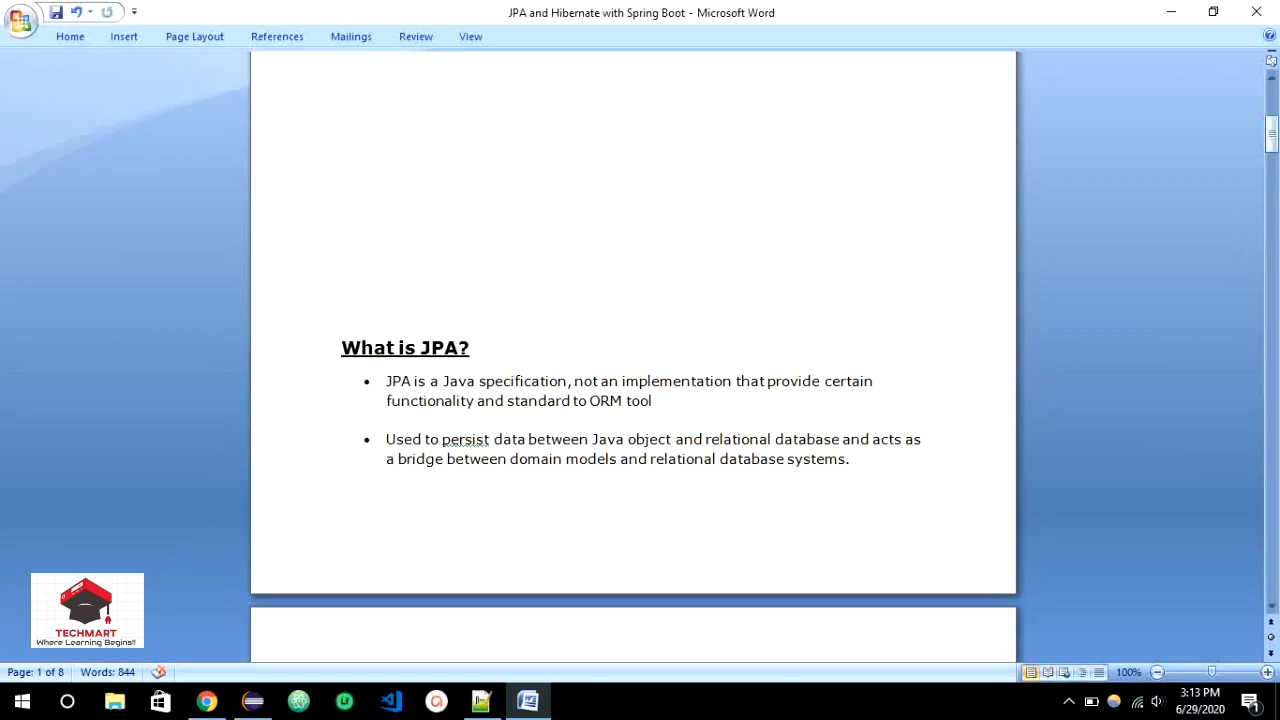 JPA and Hibernate with Spring Boot - Microsoft Word
Home Insert Page Layout References Mailings Review View
What is JPA?
• JPA is a Java specification, not an implementation that provide certain
functionality and standard to ORM tool
• Used to persist data between Java object and relational database and acts as
a bridge between domain models and relational database systems.
TECHMART
Where Learning Begins!!
Page: 1 of 8 Words: 844 100%
3:13 PM
6/29/2020